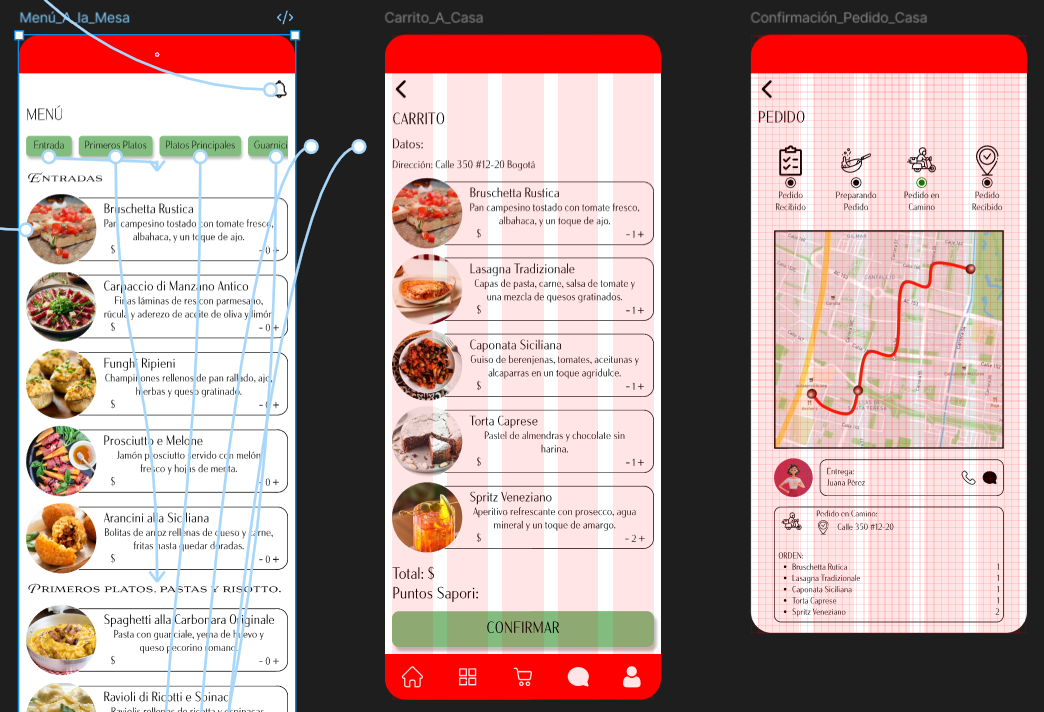 Menú_A_la_Mesa
</>
MENÚ
Entrada
Primeros Platos
Platos Principales
Guarnici
ENTRADAS
Bruschetta Rustica
Pan campesino tostado con tomate fresco,
albahaca, y un toque de ajo.
$
- 0 +
Carpaccio di Manzano Antico
Finas láminas de res con parmesano,
rúcula y aderezo de aceite de oliva y limón
$
- 0 +
Funghi Ripieni
Champiñones rellenos de pan rallado, ajo,
hierbas y queso gratinado.
$
- 0 +
Prosciutto e Melone
Jamón prosciutto servido con melón
fresco y hojas de menta.
$
- 0 +
Arancini alla Siciliana
Bolitas de arroz rellenas de queso y carne,
fritas hasta quedar doradas.
$
- 0 +
PRIMEROS PLATOS, PASTAS Y RISOTTO.
Spaghetti alla Carbonara Originale
Pasta con guanciale, yema de huevo y
queso pecorino romano.
$
- 0 +
Ravioli di Ricotti e Spinac
Raviolis rellenos de ricotta y espinacas
Carrito_A_Casa
CARRITO
Datos:
Dirección: Calle 350 #12-20 Bogotá
Bruschetta Rustica
Pan campesino tostado con tomate fresco,
albahaca, y un toque de ajo.
$
- 1 +
Lasagna Tradizionale
Capas de pasta, carne, salsa de tomate y
una mezcla de quesos gratinados.
$
- 1 +
Caponata Siciliana
Guiso de berenjenas, tomates, aceitunas y
alcaparras en un toque agridulce.
$
- 1 +
Torta Caprese
Pastel de almendras y chocolate sin
harina.
$
- 1 +
Spritz Veneziano
Aperitivo refrescante con prosecco, agua
mineral y un toque de amargo.
$
- 2 +
Total: $
Puntos Sapori:
CONFIRMAR
Confirmación_Pedido_Casa
PEDIDO
Pedido
Recibido
Preparando
Pedido
Pedido en
Camino
Pedido
Recibido
Entrega:
Juana Pérez
Pedido en Camino:
Calle 350 #12-20
ORDEN:
• Bruschetta Rutica 1
• Lasagna Tradizionale 1
• Caponata Siciliana 1
• Torta Caprese 1
• Spritz Veneziano 2